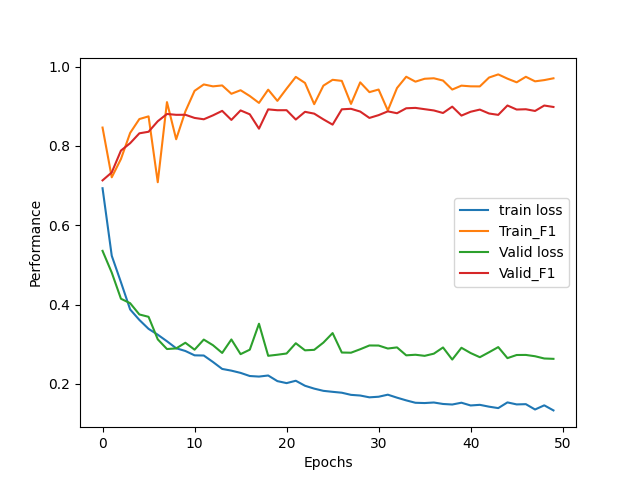 1.0
0.8
0.6
0.4
0.2
Performance
train loss
Train_F1
Valid loss
Valid_F1
0 10 20 30 40 50
Epochs